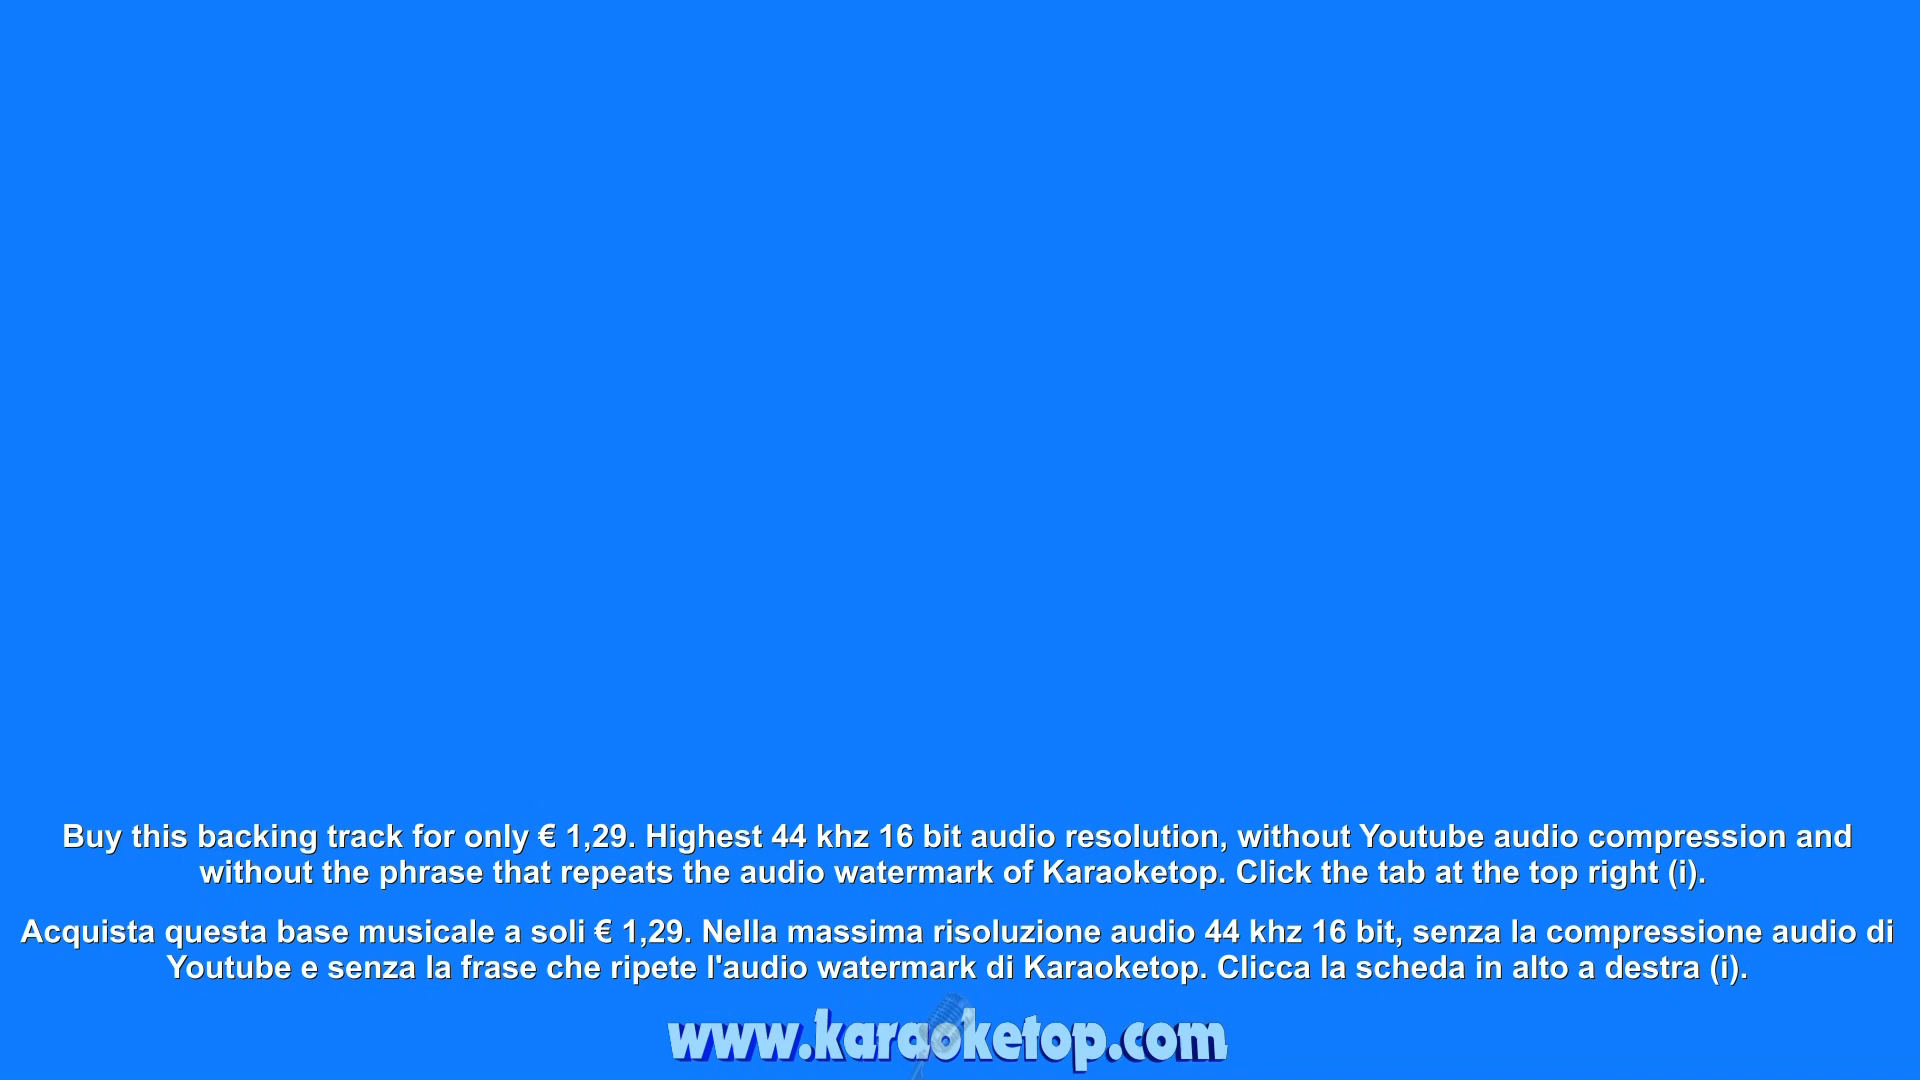 Buy this backing track for only € 1,29. Highest 44 khz 16 bit audio resolution, without Youtube audio compression and
without the phrase that repeats the audio watermark of Karaoketop. Click the tab at the top right (i).
Acquista questa base musicale a soli € 1,29. Nella massima risoluzione audio 44 khz 16 bit, senza la compressione audio di
Youtube e senza la frase che ripete l'audio watermark di Karaoketop. Clicca la scheda in alto a destra (i).
www.karaoketop.com